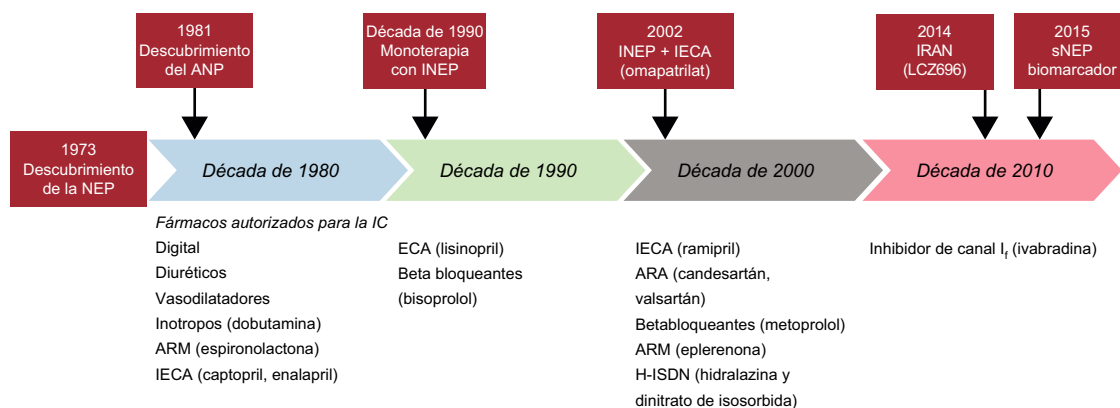 1973
Descubrimiento
de la NEP
1981
Descubrimiento
del ANP
Década de 1990
Monoterapia
con INEP
2002
INEP + IECA
(omapatrilat)
2014
IRAN
(LCZ696)
2015
sNEP
biomarcador
Década de 1980
Década de 1990
Década de 2000
Década de 2010
Fármacos autorizados para la IC
Digital
Diuréticos
Vasodilatadores
Inotropos (dobutamina)
ARM (espironolactona)
IECA (captopril, enalapril)
ECA (lisinopril)
Beta bloqueantes
(bisoprolol)
IECA (ramipril)
ARA (candesartán,
valsartán)
Betabloqueantes (metoprolol)
ARM (eplerenona)
H-ISDN (hidralazina y
dinitrato de isosorbida)
Inhibidor de canal If (ivabradina)